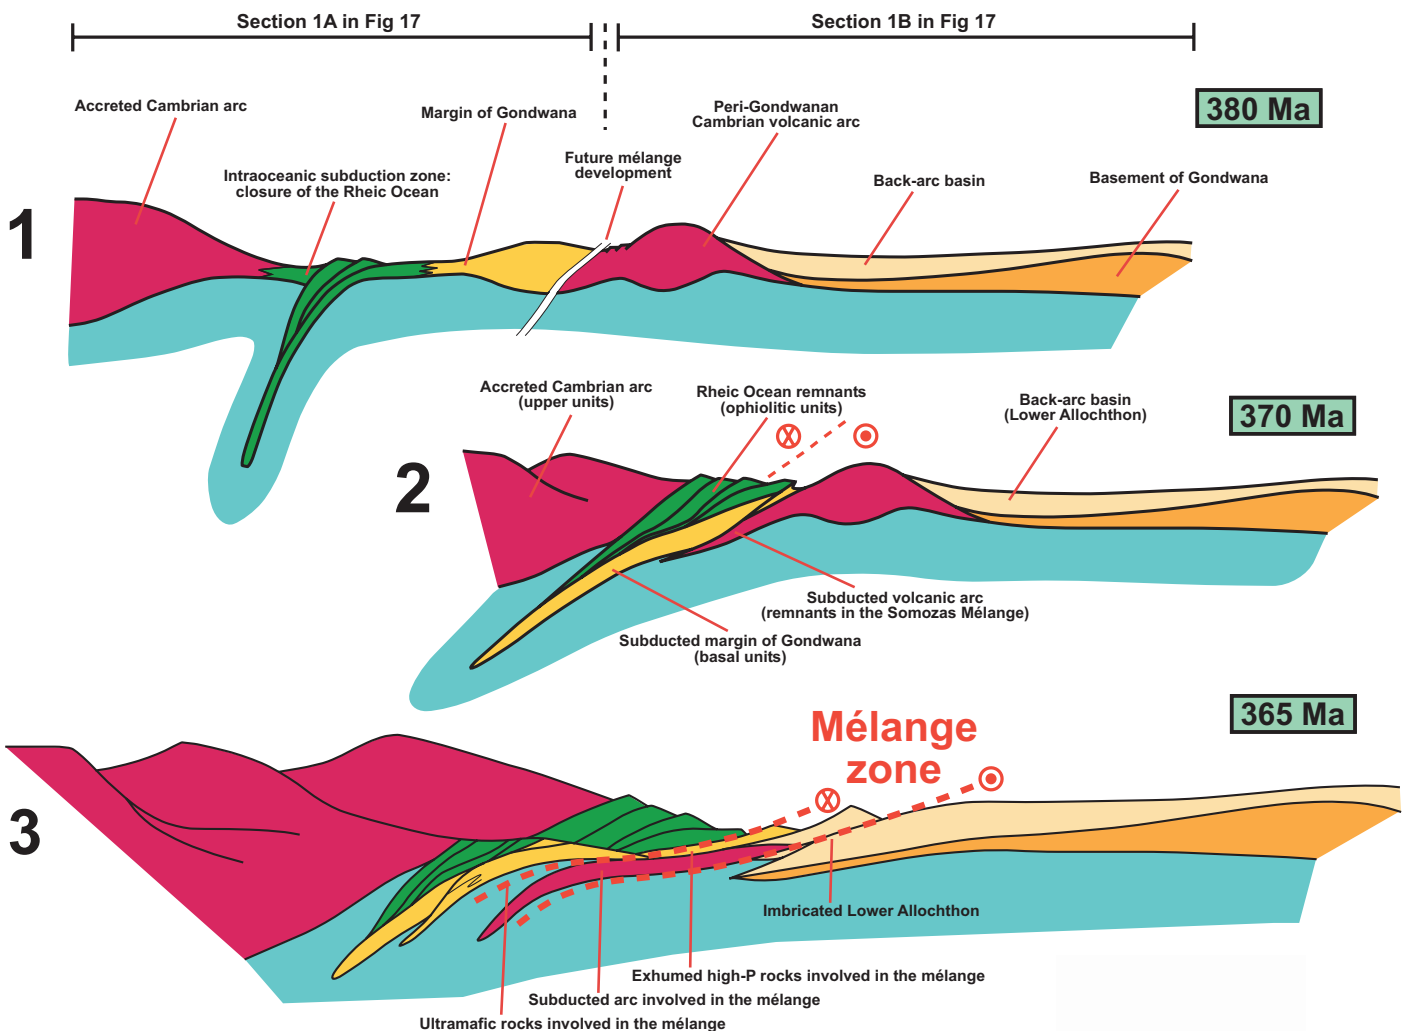 Section 1A in Fig 17
Section 1B in Fig 17
380 Ma
Accreted Cambrian arc
Margin of Gondwana
Peri-Gondwanan
Cambrian volcanic arc
Future mélange
development
Intraoceanic subduction zone:
closure of the Rheic Ocean
Back-arc basin
Basement of Gondwana
1
370 Ma
Accreted Cambrian arc
(upper units)
Rheic Ocean remnants
(ophiolitic units)
Back-arc basin
(Lower Allochthon)
2
Subducted volcanic arc
(remnants in the Somozas Mélange)
Subducted margin of Gondwana
(basal units)
365 Ma
Mélange
zone
3
Imbricated Lower Allochthon
Exhumed high-P rocks involved in the mélange
Subducted arc involved in the mélange
Ultramafic rocks involved in the mélange